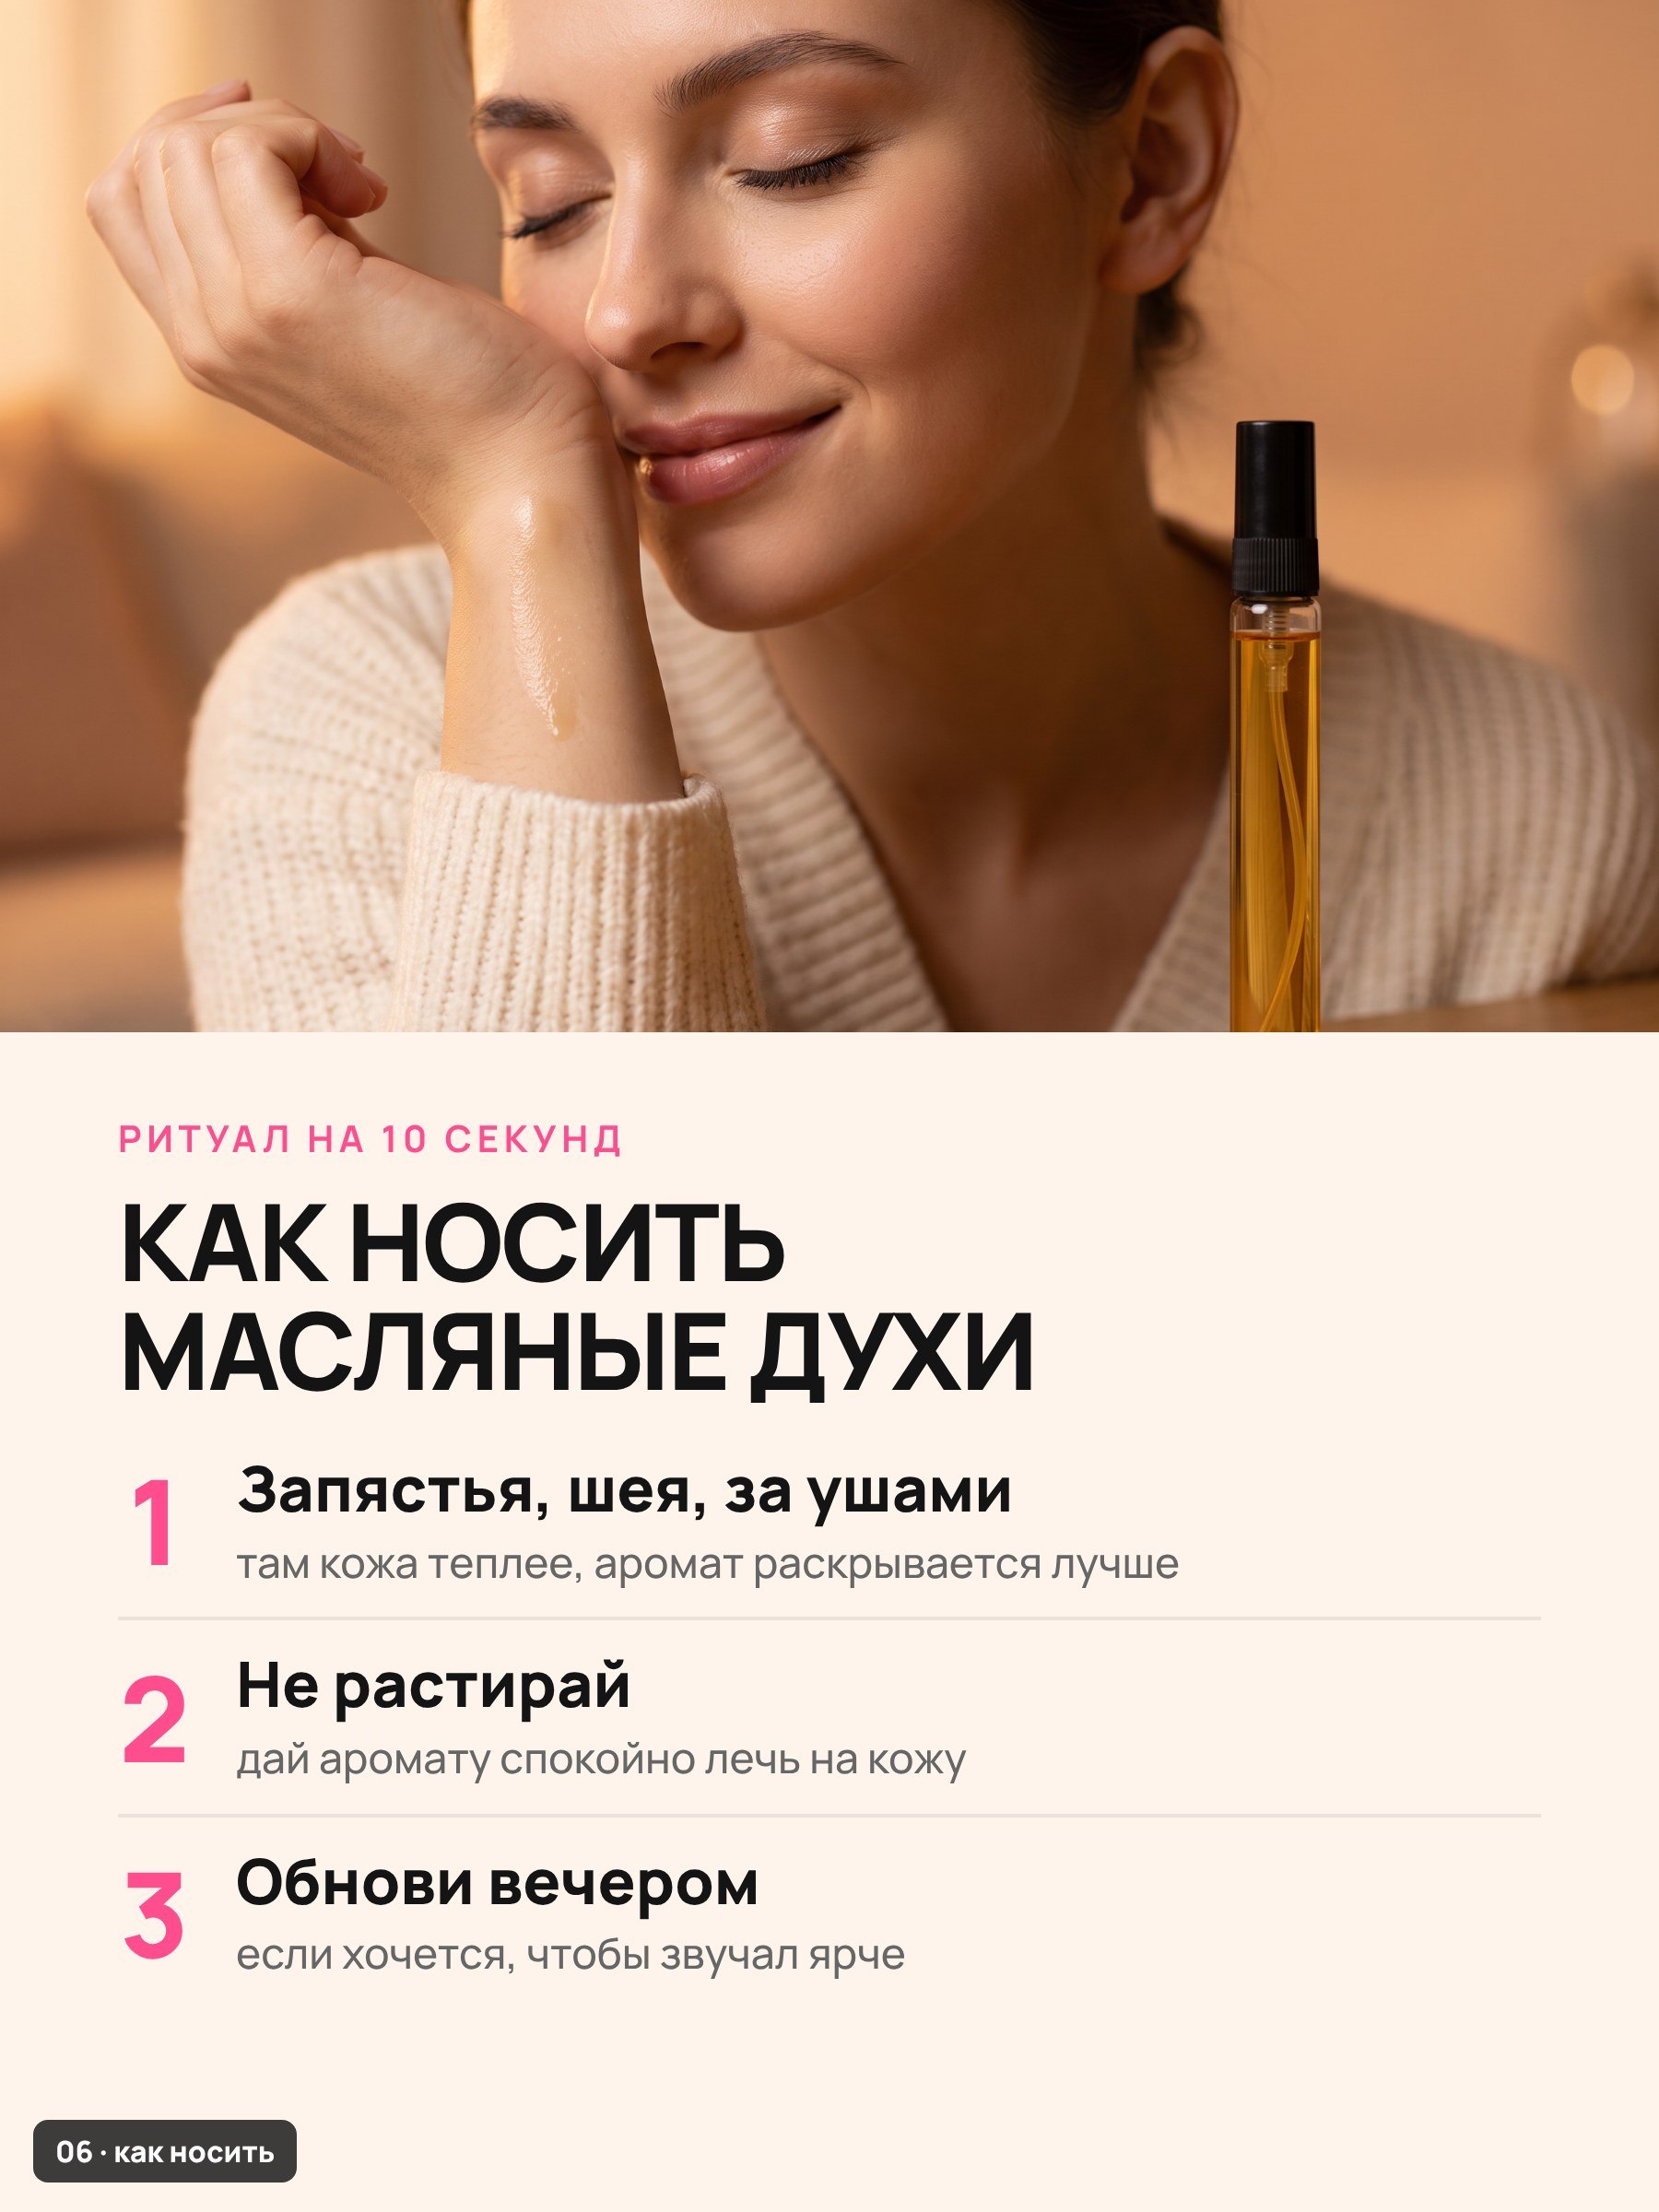 РИТУАЛ НА 10 СЕКУНД
КАК НОСИТЬ
МАСЛЯНЫЕ ДУХИ
1 Запястья, шея, за ушами
там кожа теплее, аромат раскрывается лучше
2 Не растирай
дай аромату спокойно лечь на кожу
3 Обнови вечером
если хочется, чтобы звучал ярче
06 · как носить